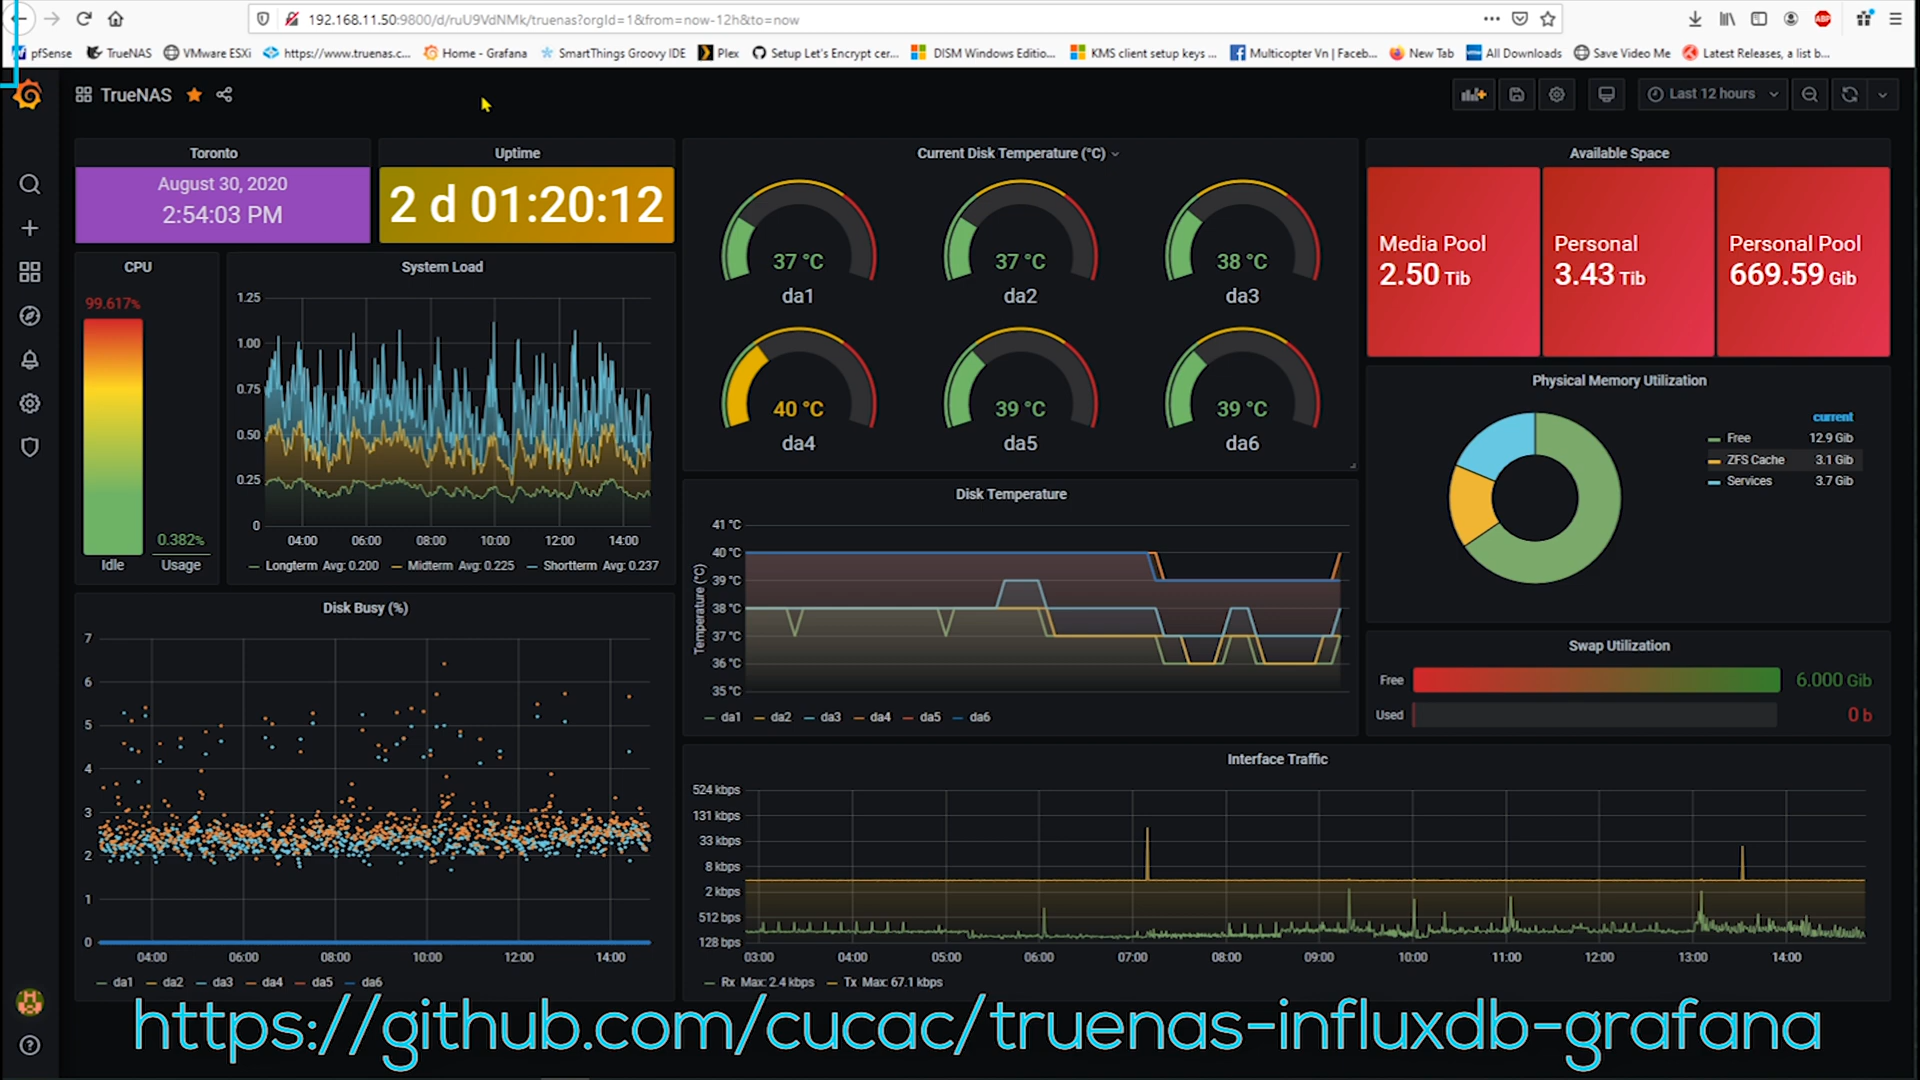 192.168.11.50:9800/d/ruU9VdNMk/truenas?orgId=1&from=now-12h&to=now
pfSense TrueNAS VMware ESXi https://www.truenas.c... Home - Grafana SmartThings Groovy IDE Plex Setup Let's Encrypt cer... DISM Windows Editio... KMS client setup keys ... Multicopter Vn | Faceb... New Tab All Downloads Save Video Me Latest Releases, a list b...
ABP
TrueNAS
Last 12 hours
Toronto
August 30, 2020
2:54:03 PM
Uptime
2 d 01:20:12
CPU
99.617%
0.382%
Idle Usage
System Load
1.25
1.00
0.75
0.50
0.25
0
04:00 06:00 08:00 10:00 12:00 14:00
Longterm Avg: 0.200 Midterm Avg: 0.225 Shortterm Avg: 0.237
Disk Busy (%)
7
6
5
4
3
2
1
0
04:00 06:00 08:00 10:00 12:00 14:00
da1 da2 da3 da4 da5 da6
Current Disk Temperature (°C)
37 °C 37 °C 38 °C
da1 da2 da3
40 °C 39 °C 39 °C
da4 da5 da6
Disk Temperature
Temperature (°C)
41 °C
40 °C
39 °C
38 °C
37 °C
36 °C
35 °C
da1 da2 da3 da4 da5 da6
Available Space
Media Pool
2.50 Tib
Personal
3.43 Tib
Personal Pool
669.59 Gib
Physical Memory Utilization
current
Free 12.9 Gib
ZFS Cache 3.1 Gib
Services 3.7 Gib
Swap Utilization
Free 6.000 Gib
Used 0 b
Interface Traffic
524 kbps
131 kbps
33 kbps
8 kbps
2 kbps
512 bps
128 bps
03:00 04:00 05:00 06:00 07:00 08:00 09:00 10:00 11:00 12:00 13:00 14:00
Rx Max: 2.4 kbps Tx Max: 67.1 kbps
https://github.com/cucac/truenas-influxdb-grafana